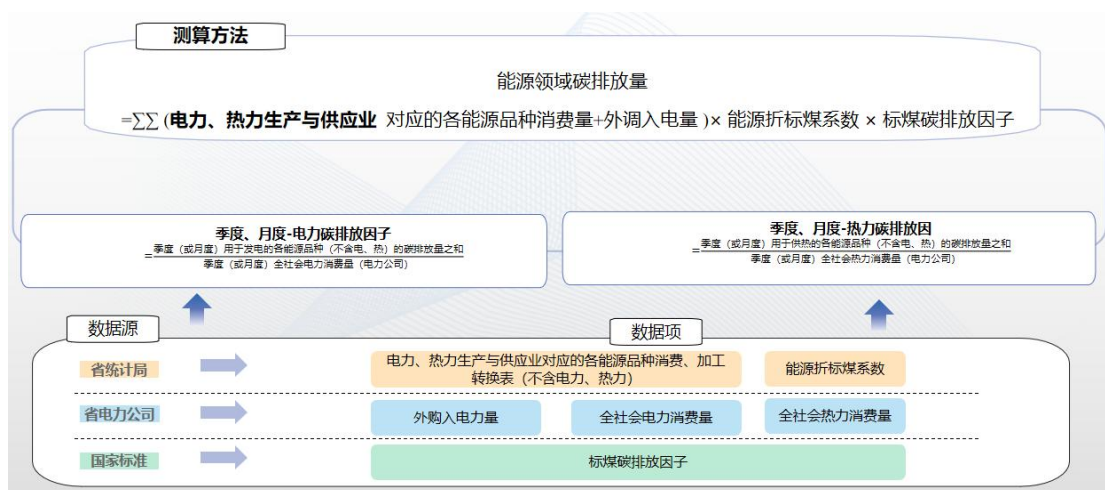 测算方法
能源领域碳排放量
=∑∑ (电力、热力生产与供应业 对应的各能源品种消费量+外调入电量 )× 能源折标煤系数 × 标煤碳排放因子
季度、月度-电力碳排放因子
=季度（或月度）用于发电的各能源品种（不含电、热）的碳排放量之和
季度（或月度）全社会电力消费量（电力公司）
季度、月度-热力碳排放因
=季度（或月度）用于供热的各能源品种（不含电、热）的碳排放量之和
季度（或月度）全社会热力消费量（电力公司）
数据源
数据项
省统计局
电力、热力生产与供应业对应的各能源品种消费、加工
转换表（不含电力、热力）
能源折标煤系数
省电力公司
外购入电力量
全社会电力消费量
全社会热力消费量
国家标准
标煤碳排放因子